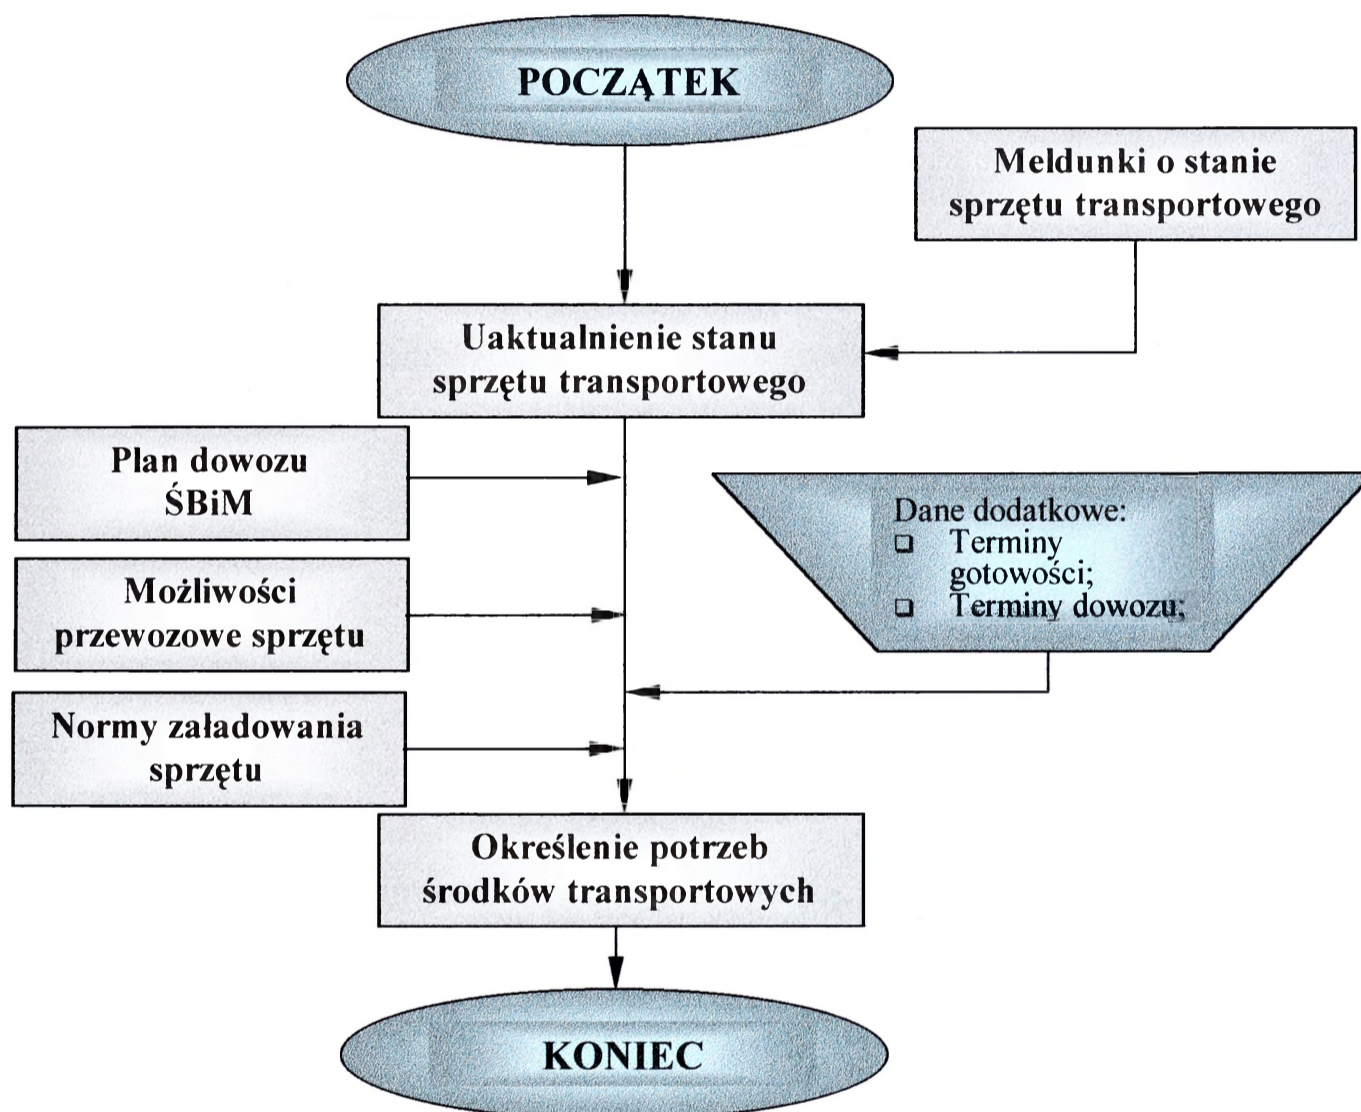 POCZĄTEK
Meldunki o stanie
sprzętu transportowego
Uaktualnienie stanu
sprzętu transportowego
Plan dowozu
ŚBiM
Dane dodatkowe:
❑ Terminy
gotowości;
❑ Terminy dowozu;
Możliwości
przewozowe sprzętu
Normy załadowania
sprzętu
Określenie potrzeb
środków transportowych
KONIEC